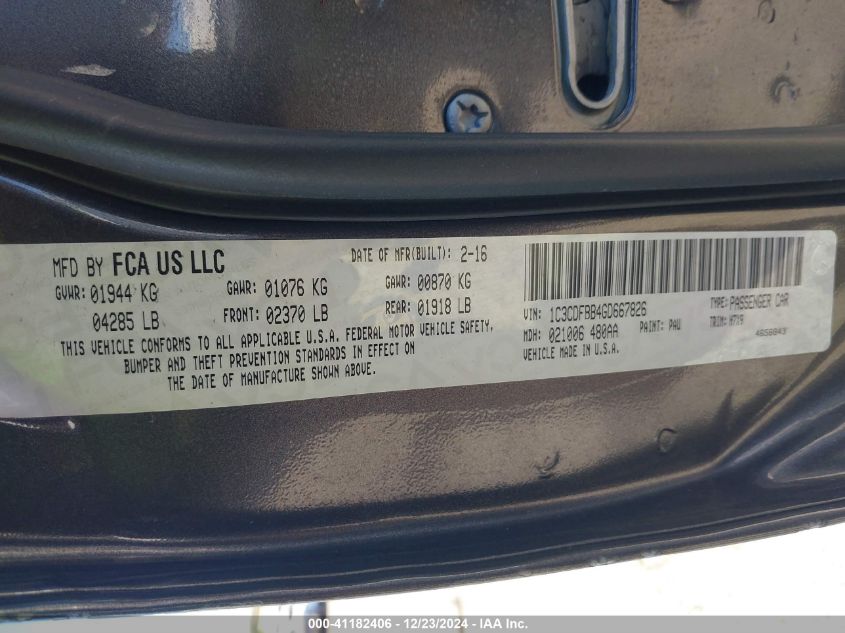 MFD BY FCA US LLC
DATE OF MFR(BUILT): 2-16
GVWR: 01944 KG
GAWR: 01076 KG
GAWR: 00870 KG
04285 LB
FRONT: 02370 LB
REAR: 01918 LB
THIS VEHICLE CONFORMS TO ALL APPLICABLE U.S.A. FEDERAL MOTOR VEHICLE SAFETY,
BUMPER AND THEFT PREVENTION STANDARDS IN EFFECT ON
THE DATE OF MANUFACTURE SHOWN ABOVE.
VIN: 1C3CDFBB4GD667826
TYPE: PASSENGER CAR
MDH: 021006 480AA
PAINT: PAU
TRIM: H7X9
VEHICLE MADE IN U.S.A.
4656843
000-41182406 - 12/23/2024 - IAA Inc.